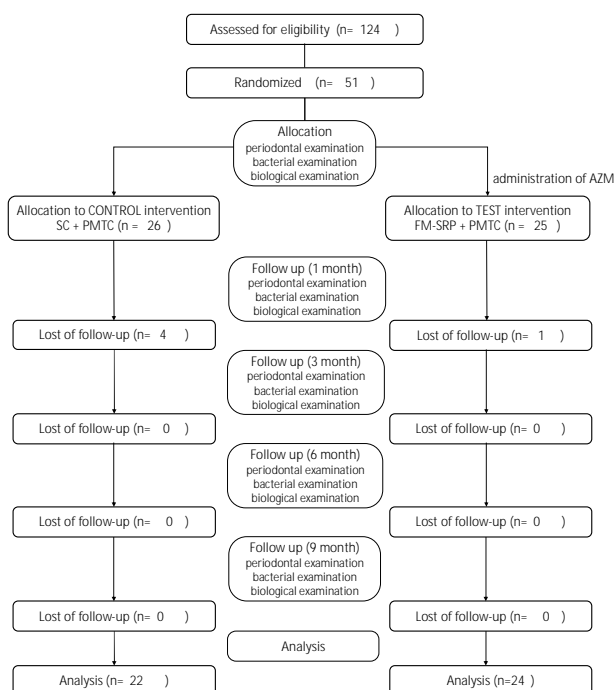 Assessed for eligibility (n= 124 )
Randomized (n= 51 )
Allocation
periodontal examination
bacterial examination
biological examination
administration of AZM
Allocation to CONTROL intervention
SC + PMTC (n = 26 )
Allocation to TEST intervention
FM-SRP + PMTC (n = 25 )
Follow up (1 month)
periodontal examination
bacterial examination
biological examination
Lost of follow-up (n= 4 )
Lost of follow-up (n= 1 )
Follow up (3 month)
periodontal examination
bacterial examination
biological examination
Lost of follow-up (n= 0 )
Lost of follow-up (n= 0 )
Follow up (6 month)
periodontal examination
bacterial examination
biological examination
Lost of follow-up (n= 0 )
Lost of follow-up (n= 0 )
Follow up (9 month)
periodontal examination
bacterial examination
biological examination
Lost of follow-up (n= 0 )
Lost of follow-up (n= 0 )
Analysis
Analysis (n= 22 )
Analysis (n=24 )